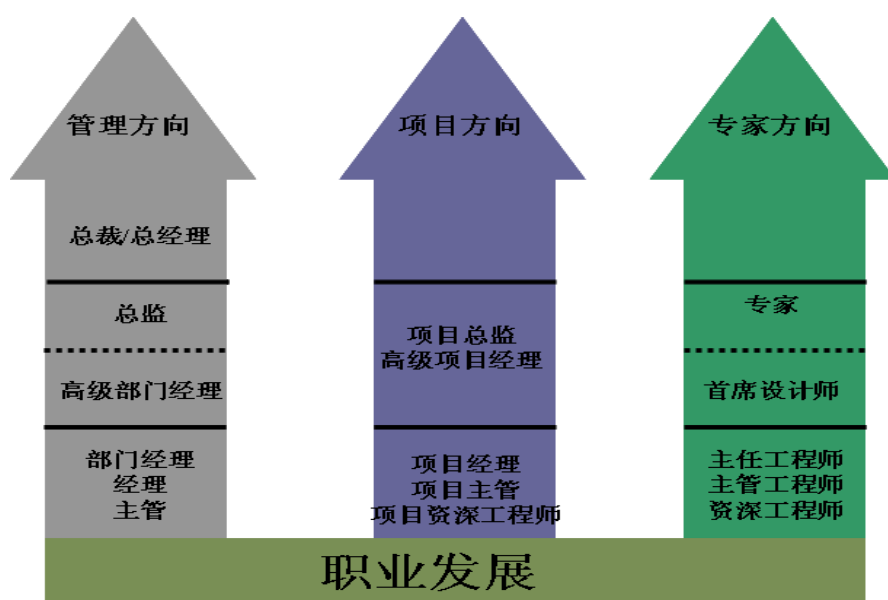 管理方向
总裁/总经理
总监
高级部门经理
部门经理
经理
主管
项目方向
项目总监
高级项目经理
项目经理
项目主管
项目资深工程师
专家方向
专家
首席设计师
主任工程师
主管工程师
资深工程师
职业发展